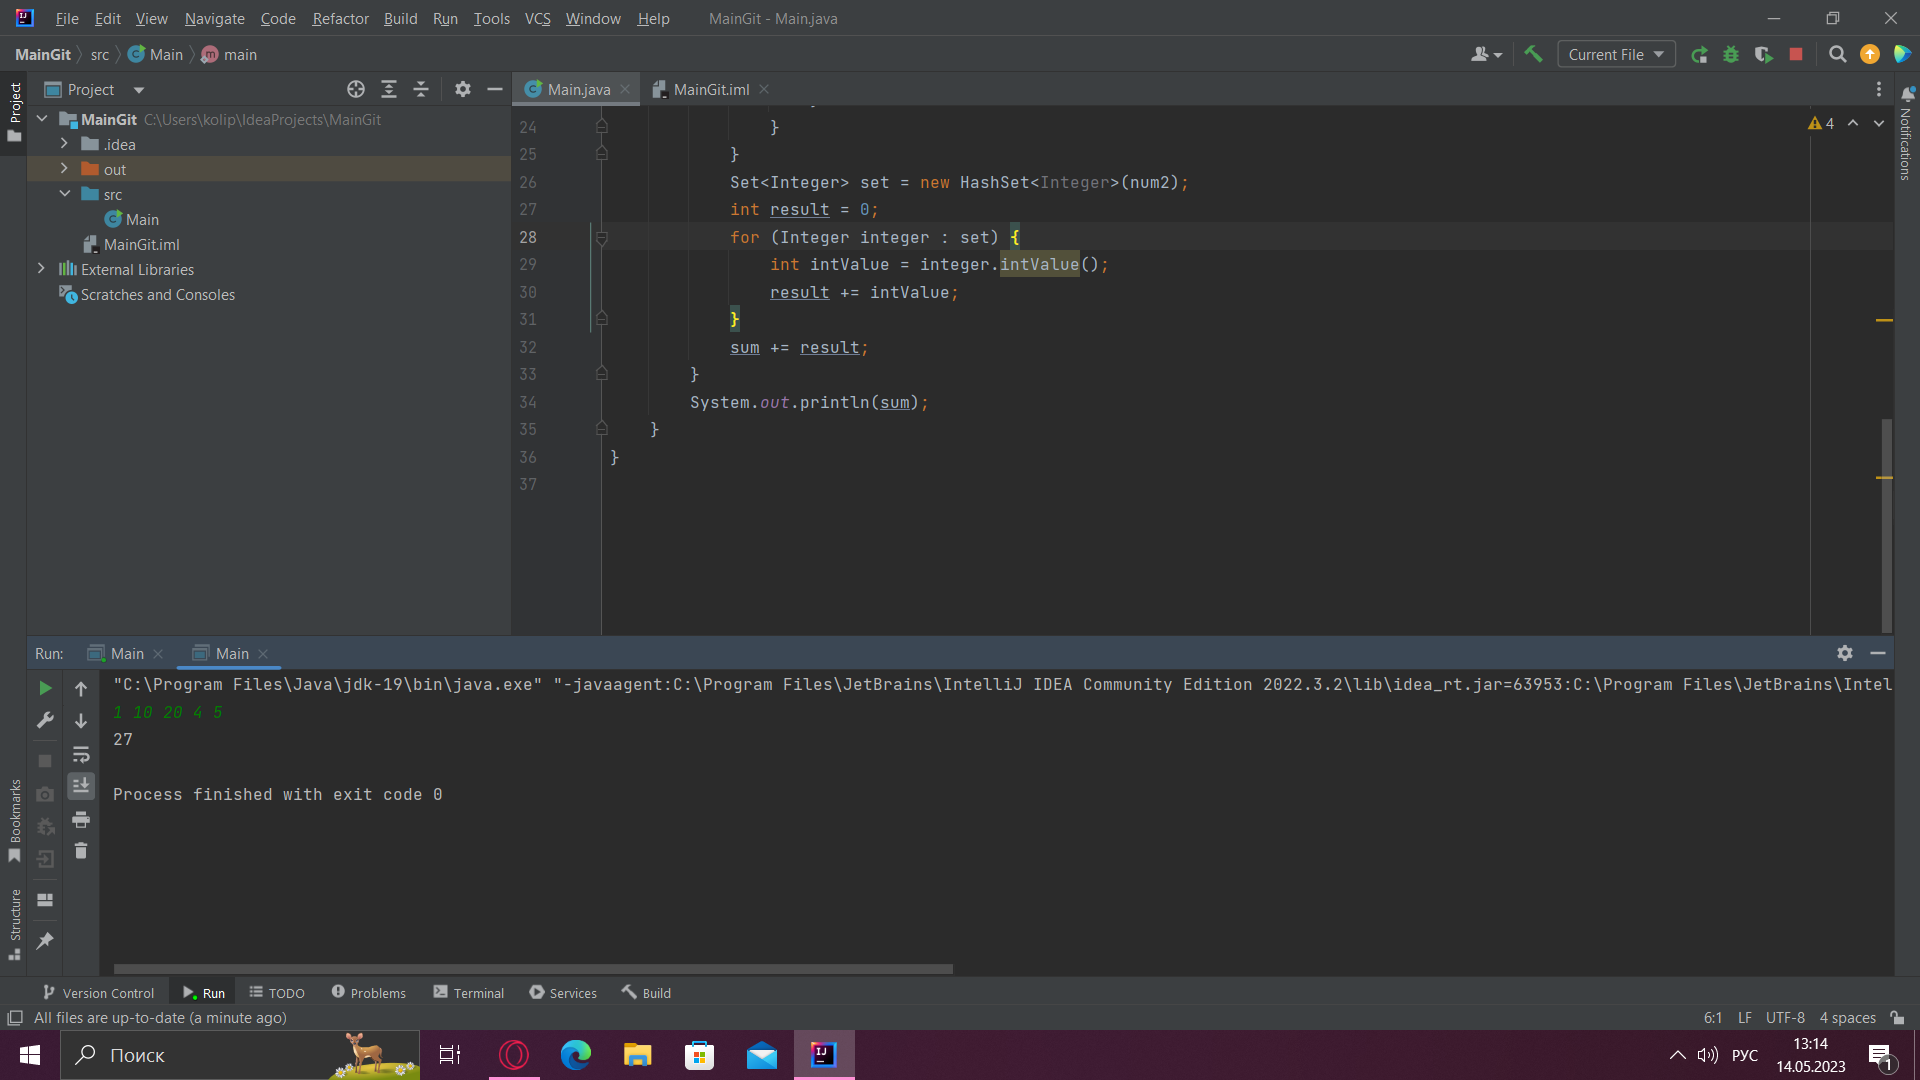 File Edit View Navigate Code Refactor Build Run Tools VCS Window Help MainGit - Main.java
MainGit src Main m main Current File
Project
Project Main.java MainGit.iml
MainGit C:\Users\kolip\IdeaProjects\MainGit
.idea
out
src
Main
MainGit.iml
External Libraries
Scratches and Consoles
4
24 }
25 }
26 Set<Integer> set = new HashSet<Integer>(num2);
27 int result = 0;
28 for (Integer integer : set) {
29 int intValue = integer.intValue();
30 result += intValue;
31 }
32 sum += result;
33 }
34 System.out.println(sum);
35 }
36 }
37
Notifications
Run: Main Main
"C:\Program Files\Java\jdk-19\bin\java.exe" "-javaagent:C:\Program Files\JetBrains\IntelliJ IDEA Community Edition 2022.3.2\lib\idea_rt.jar=63953:C:\Program Files\JetBrains\Intel
1 10 20 4 5
27
Process finished with exit code 0
Bookmarks
Structure
Version Control Run TODO Problems Terminal Services Build
All files are up-to-date (a minute ago) 6:1 LF UTF-8 4 spaces
Поиск IJ РУС 13:14
14.05.2023 1